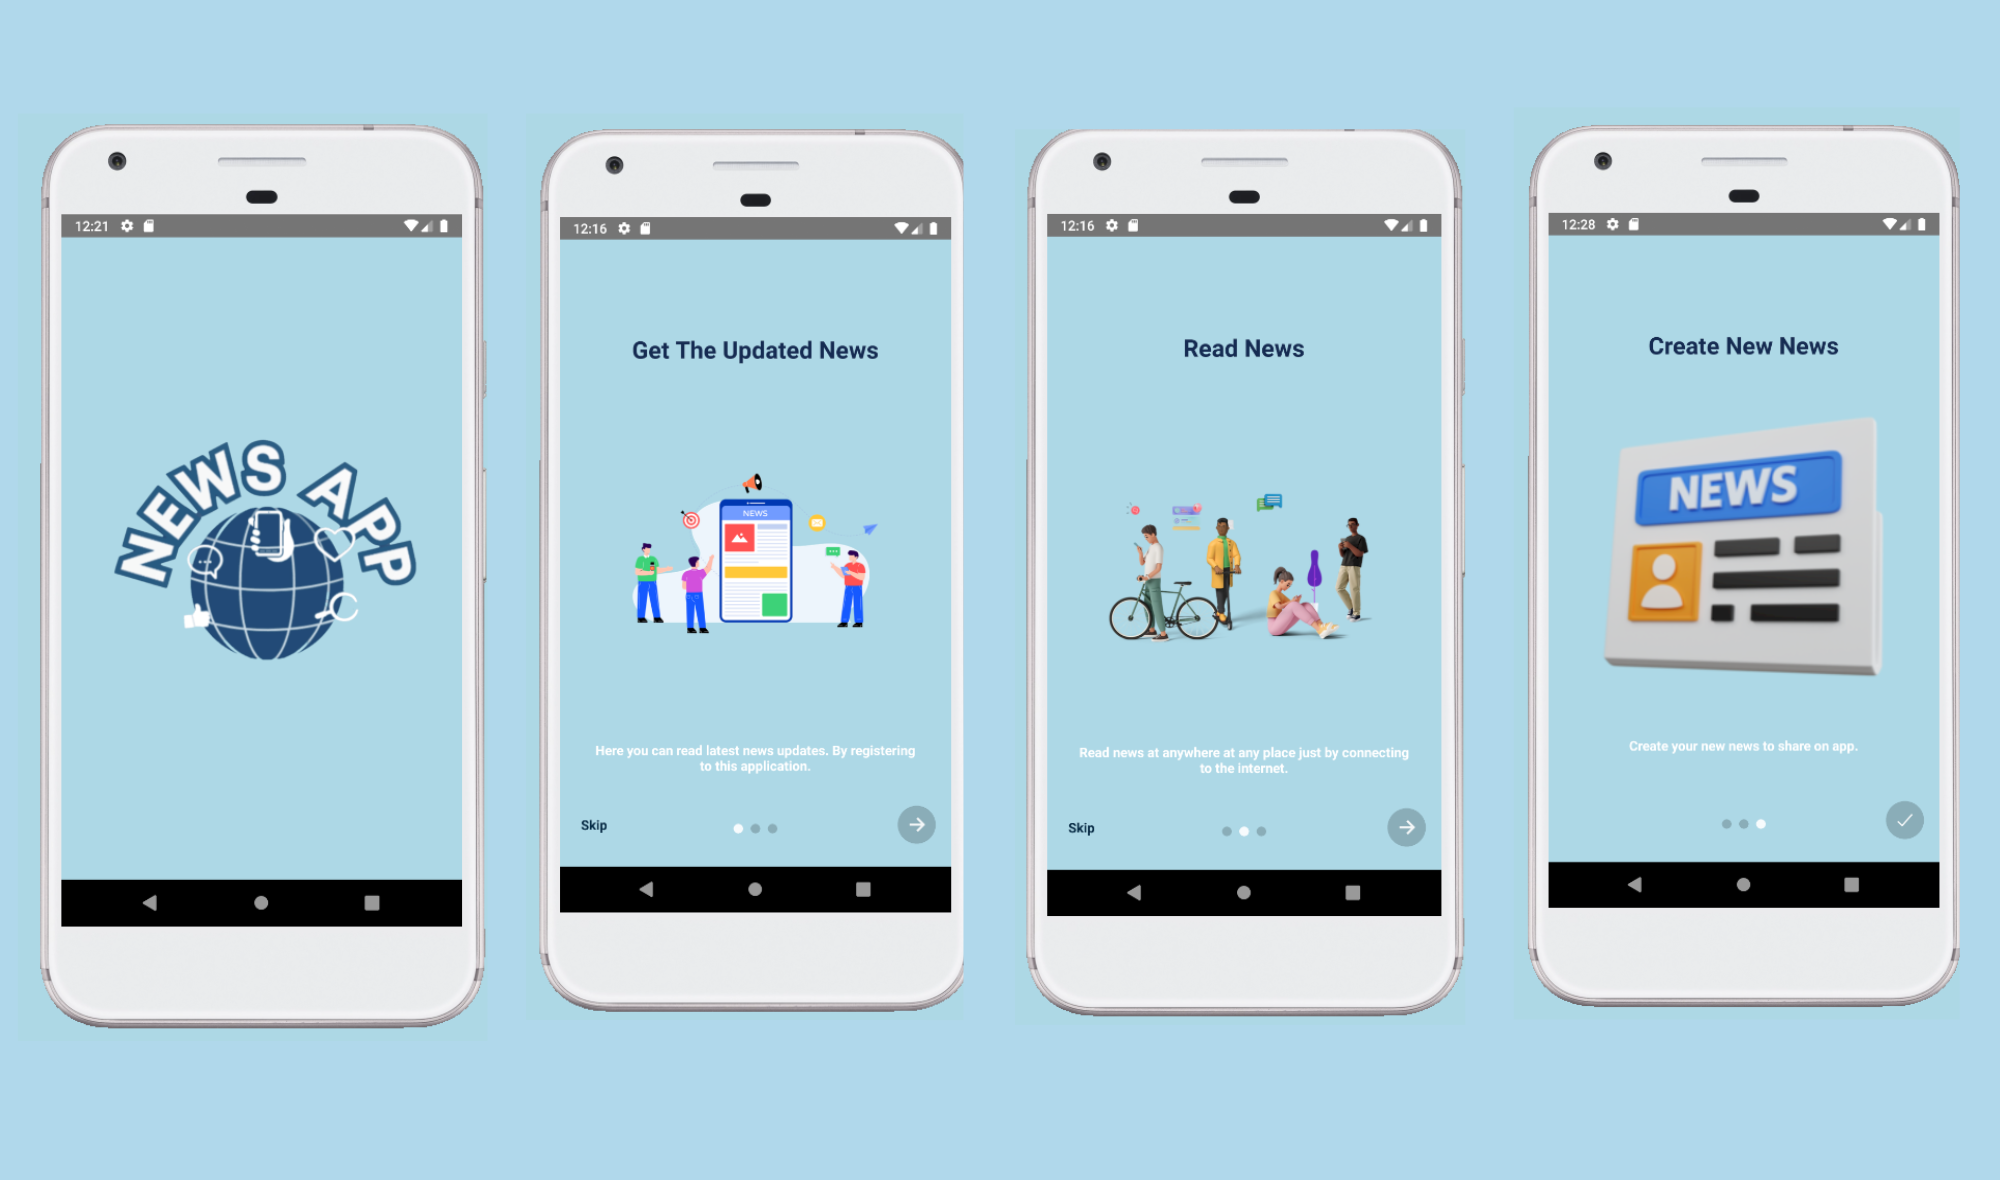 12:21
NEWS APP
12:16
Get The Updated News
NEWS
Here you can read latest news updates. By registering
to this application.
Skip
12:16
Read News
Read news at anywhere at any place just by connecting
to the internet.
Skip
12:28
Create New News
NEWS
Create your new news to share on app.